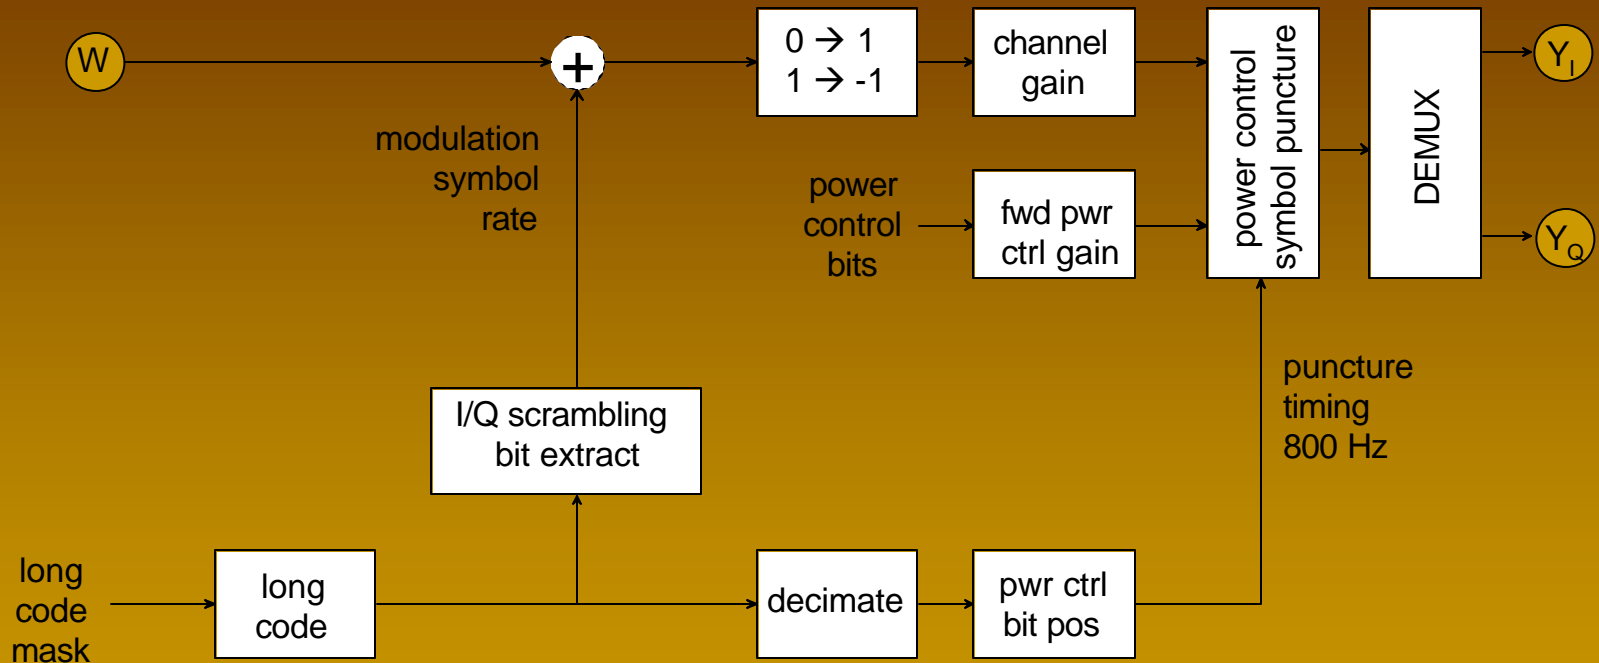 W
+
0 → 1
1 → -1
channel
gain
power control
symbol puncture
DEMUX
Y_I
Y_Q
modulation
symbol
rate
power
control
bits
fwd pwr
ctrl gain
puncture
timing
800 Hz
I/Q scrambling
bit extract
long
code
mask
long
code
decimate
pwr ctrl
bit pos